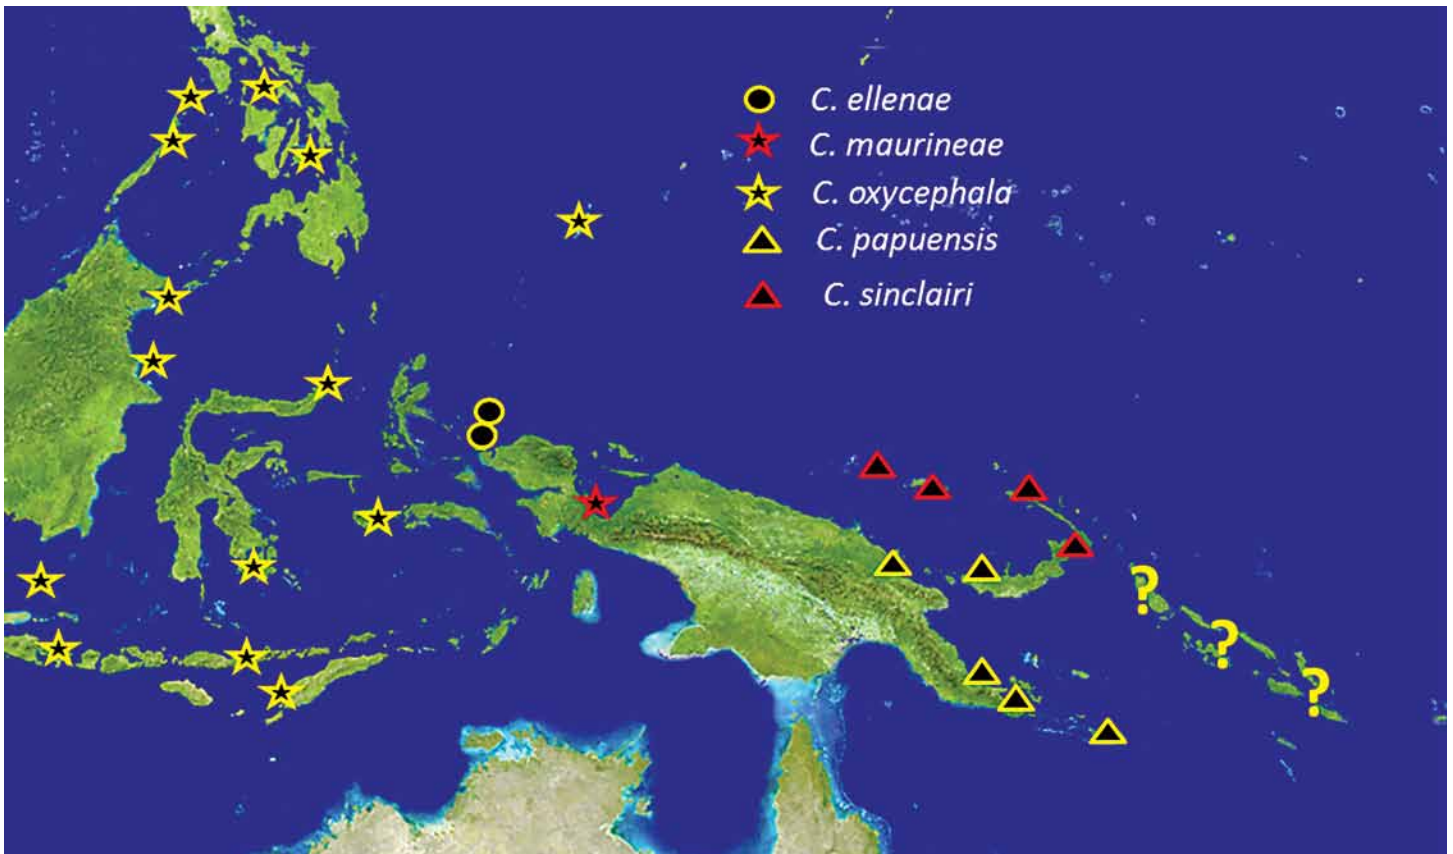 C. ellenae
C. maurineae
C. oxycephala
C. papuensis
C. sinclairi
?
?
?